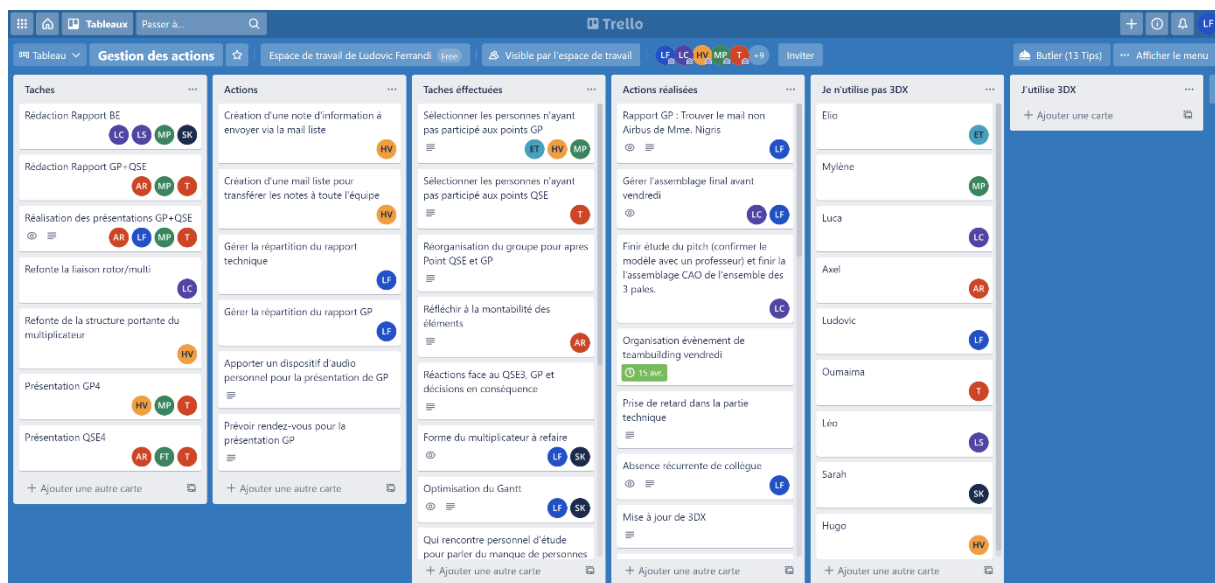 Tableaux
Passer à...
Trello
LF
Tableau
Gestion des actions
Espace de travail de Ludovic Ferrandi
Free
Visible par l'espace de travail
LF LC HV MP T +9
Inviter
Butler (13 Tips)
··· Afficher le menu
Taches
Rédaction Rapport BE
LC LS MP SK
Rédaction Rapport GP+QSE
AR MP T
Réalisation des présentations GP+QSE
AR LF MP T
Refonte la liaison rotor/multi
LC
Refonte de la structure portante du
multiplicateur
HV
Présentation GP4
HV MP T
Présentation QSE4
AR FT T
+ Ajouter une autre carte
Actions
Création d'une note d'information à
envoyer via la mail liste
HV
Création d'une mail liste pour
transférer les notes à toute l'équipe
HV
Gérer la répartition du rapport
technique
LF
Gérer la répartition du rapport GP
LF
Apporter un dispositif d'audio
personnel pour la présentation de GP
Prévoir rendez-vous pour la
présentation GP
+ Ajouter une autre carte
Taches éffectuées
Sélectionner les personnes n'ayant
pas participé aux points GP
ET HV MP
Sélectionner les personnes n'ayant
pas participé aux points QSE
T
Réorganisation du groupe pour apres
Point QSE et GP
Réfléchir à la montabilité des
éléments
AR
Réactions face au QSE3, GP et
décisions en conséquence
Forme du multiplicateur à refaire
LF SK
Optimisation du Gantt
LF SK
Qui rencontre personnel d'étude
pour parler du manque de personnes
+ Ajouter une autre carte
Actions réalisées
Rapport GP : Trouver le mail non
Airbus de Mme. Nigris
LF
Gérer l'assemblage final avant
vendredi
LC LF
Finir étude du pitch (confirmer le
modèle avec un professeur) et finir la
l'assemblage CAO de l'ensemble des
3 pales.
LC
Organisation évènement de
teambuilding vendredi
15 avr.
Prise de retard dans la partie
technique
Absence récurrente de collègue
LF
Mise à jour de 3DX
+ Ajouter une autre carte
Je n'utilise pas 3DX
Elio
ET
Mylène
MP
Luca
LC
Axel
AR
Ludovic
LF
Oumaima
T
Léo
LS
Sarah
SK
Hugo
HV
+ Ajouter une autre carte
J'utilise 3DX
+ Ajouter une carte